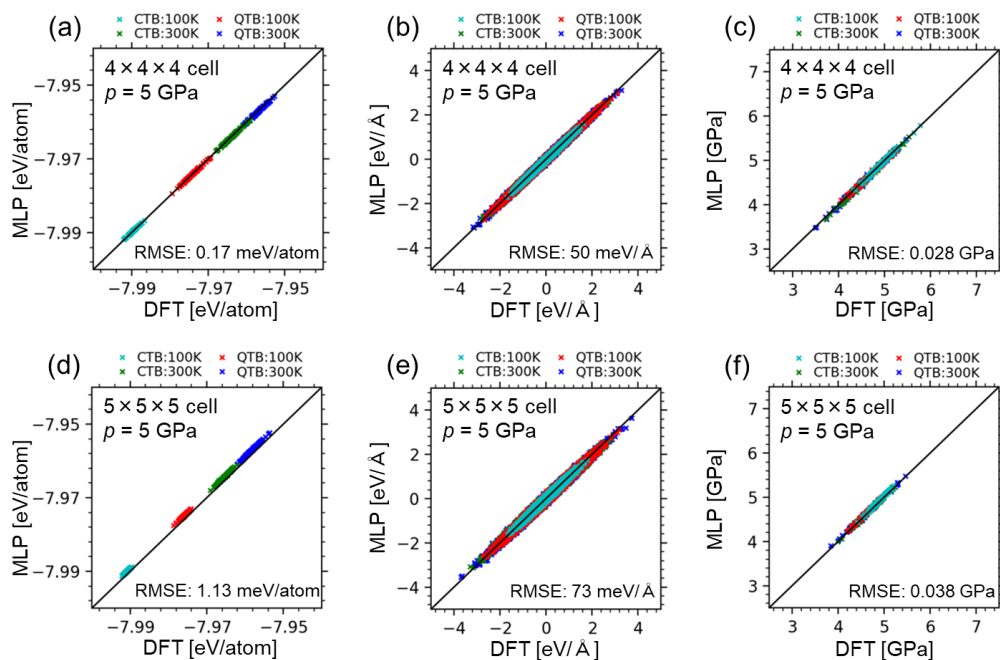 (a)
× CTB:100K × QTB:100K
× CTB:300K × QTB:300K
4×4×4 cell
p = 5 GPa
RMSE: 0.17 meV/atom
MLP [eV/atom]
−7.95
−7.97
−7.99
−7.99 −7.97 −7.95
DFT [eV/atom]
(b)
× CTB:100K × QTB:100K
× CTB:300K × QTB:300K
4×4×4 cell
p = 5 GPa
RMSE: 50 meV/Å
MLP [eV/Å]
4
2
0
−2
−4
−4 −2 0 2 4
DFT [eV/Å]
(c)
× CTB:100K × QTB:100K
× CTB:300K × QTB:300K
4×4×4 cell
p = 5 GPa
RMSE: 0.028 GPa
MLP [GPa]
7
6
5
4
3
3 4 5 6 7
DFT [GPa]
(d)
× CTB:100K × QTB:100K
× CTB:300K × QTB:300K
5×5×5 cell
p = 5 GPa
RMSE: 1.13 meV/atom
MLP [eV/atom]
−7.95
−7.97
−7.99
−7.99 −7.97 −7.95
DFT [eV/atom]
(e)
× CTB:100K × QTB:100K
× CTB:300K × QTB:300K
5×5×5 cell
p = 5 GPa
RMSE: 73 meV/Å
MLP [eV/Å]
4
2
0
−2
−4
−4 −2 0 2 4
DFT [eV/Å]
(f)
× CTB:100K × QTB:100K
× CTB:300K × QTB:300K
5×5×5 cell
p = 5 GPa
RMSE: 0.038 GPa
MLP [GPa]
7
6
5
4
3
3 4 5 6 7
DFT [GPa]